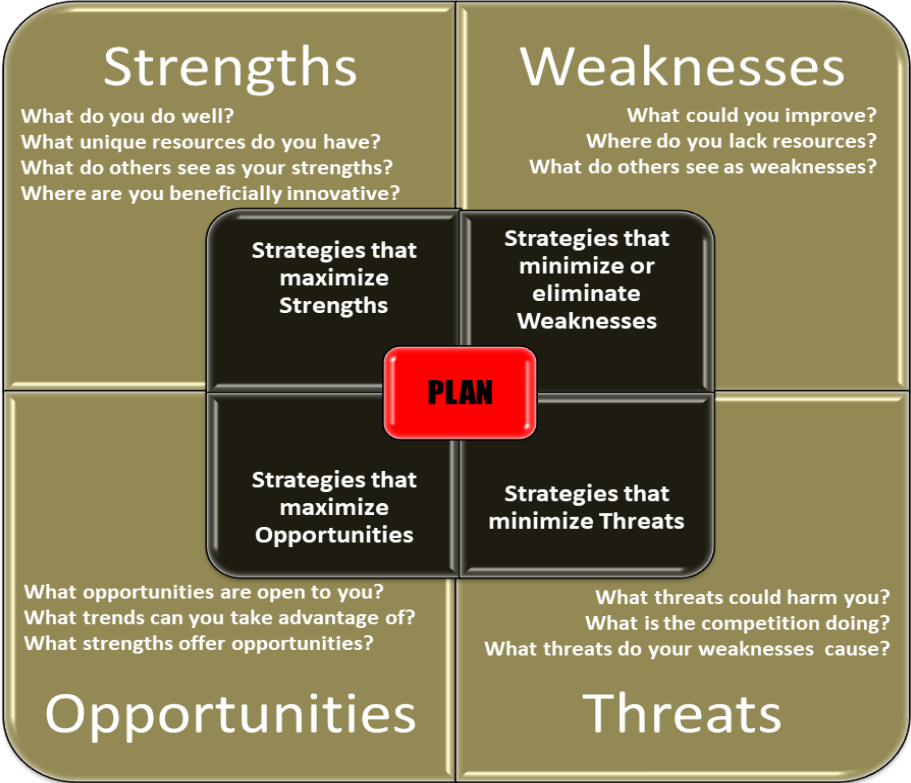 Strengths
What do you do well?
What unique resources do you have?
What do others see as your strengths?
Where are you beneficially innovative?
Weaknesses
What could you improve?
Where do you lack resources?
What do others see as weaknesses?
Strategies that
maximize
Strengths
Strategies that
minimize or
eliminate
Weaknesses
PLAN
Strategies that
maximize
Opportunities
Strategies that
minimize Threats
What opportunities are open to you?
What trends can you take advantage of?
What strengths offer opportunities?
Opportunities
What threats could harm you?
What is the competition doing?
What threats do your weaknesses cause?
Threats